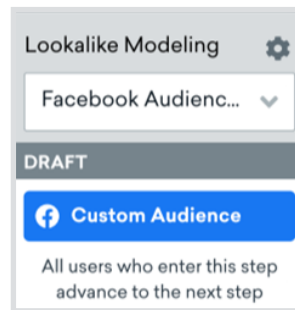 Lookalike Modeling
Facebook Audienc...
DRAFT
Custom Audience
All users who enter this step
advance to the next step